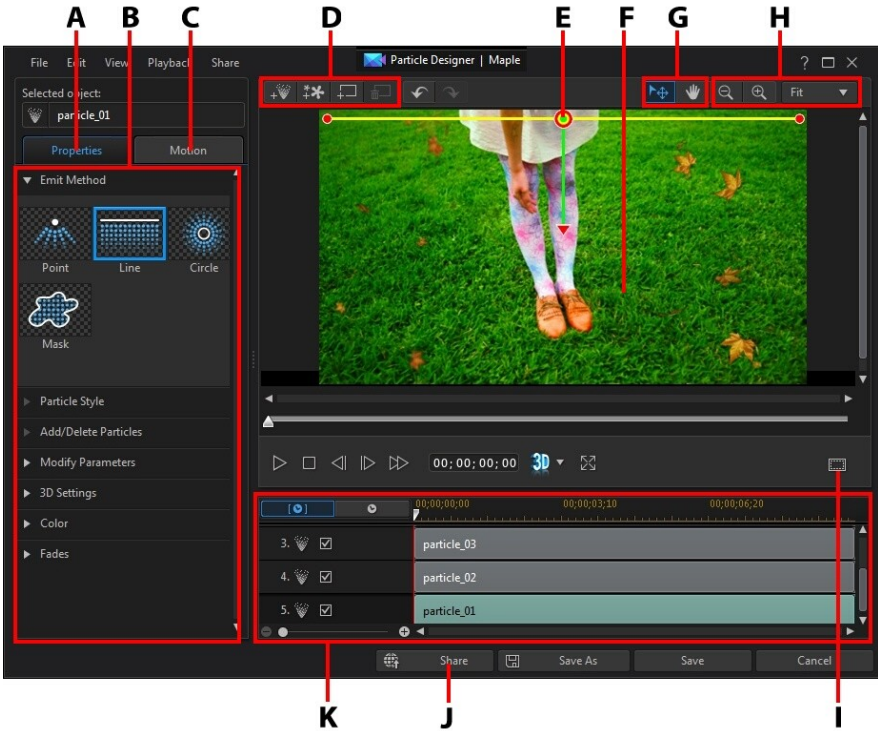 A B C D E F G H
File Edit View Playback Share
Particle Designer | Maple
?
Selected object:
particle_01
Fit
Properties
Motion
Emit Method
Point
Line
Circle
Mask
Particle Style
Add/Delete Particles
Modify Parameters
3D Settings
Color
Fades
00;00;00;00
3D
00;00;00;00 00;00;03;10 00;00;06;20
3. particle_03
4. particle_02
5. particle_01
Share
Save As
Save
Cancel
K J I